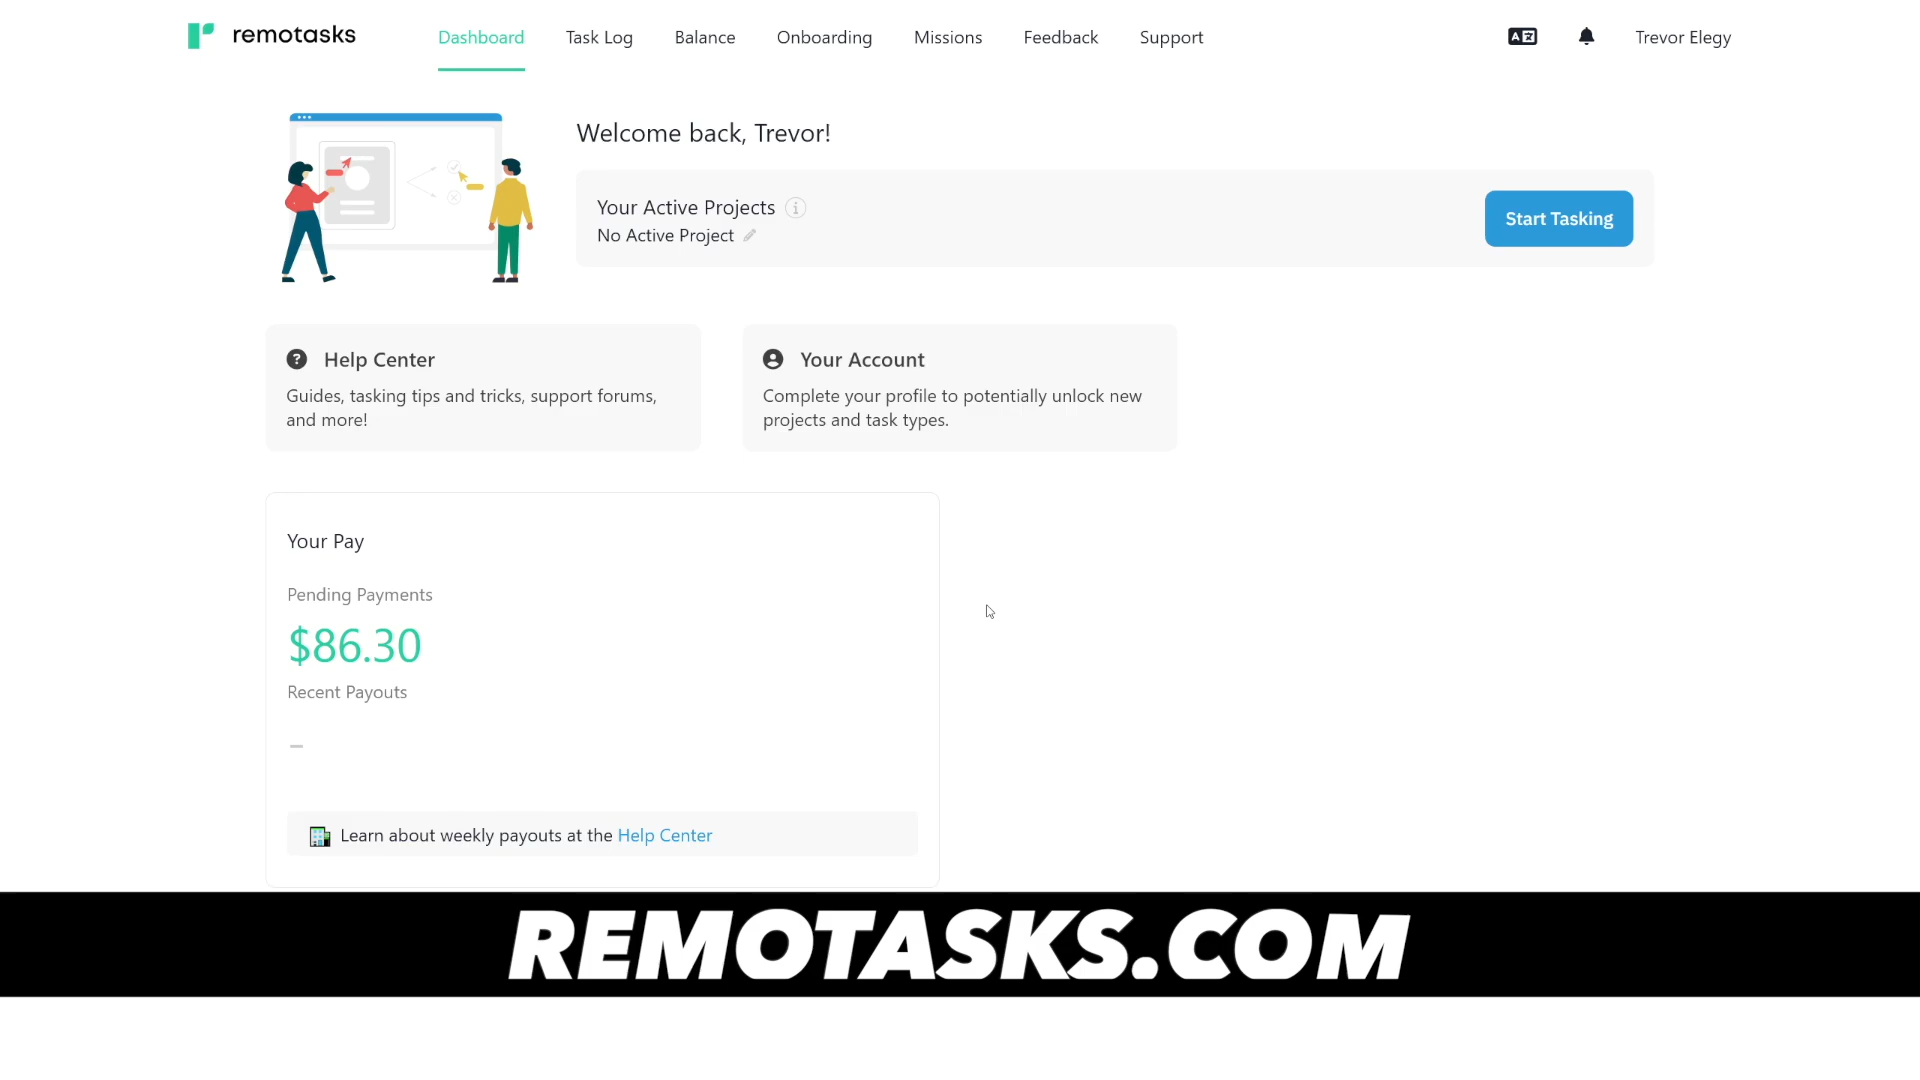 remotasks
Dashboard
Task Log
Balance
Onboarding
Missions
Feedback
Support
Trevor Elegy
Welcome back, Trevor!
Your Active Projects
No Active Project
Start Tasking
Help Center
Guides, tasking tips and tricks, support forums,
and more!
Your Account
Complete your profile to potentially unlock new
projects and task types.
Your Pay
Pending Payments
$86.30
Recent Payouts
–
Learn about weekly payouts at the Help Center
REMOTASKS.COM